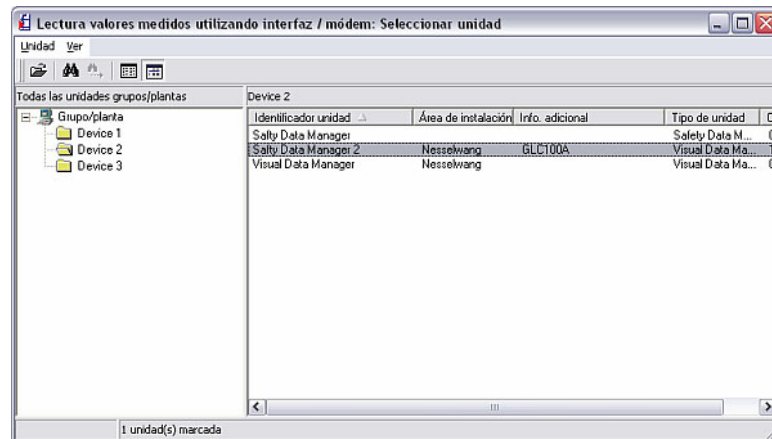 Lectura valores medidos utilizando interfaz / módem: Seleccionar unidad
Unidad Ver
Todas las unidades grupos/plantas Device 2
Grupo/planta
Device 1
Device 2
Device 3
Identificador unidad Área de instalación Info. adicional Tipo de unidad
Safty Data Manager Safety Data M...
Safty Data Manager 2 Nesselwang GLC100A Visual Data Ma...
Visual Data Manager Nesselwang Visual Data Ma...
1 unidad(s) marcada